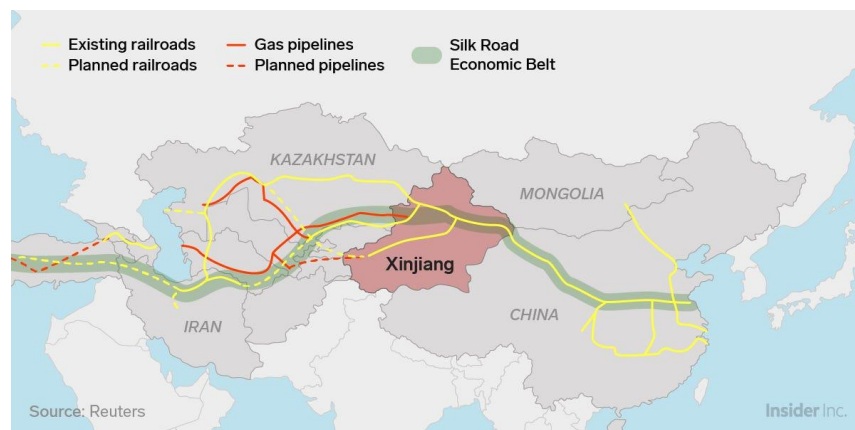 Existing railroads
Planned railroads
Gas pipelines
Planned pipelines
Silk Road
Economic Belt
KAZAKHSTAN
MONGOLIA
Xinjiang
CHINA
IRAN
Source: Reuters
Insider Inc.